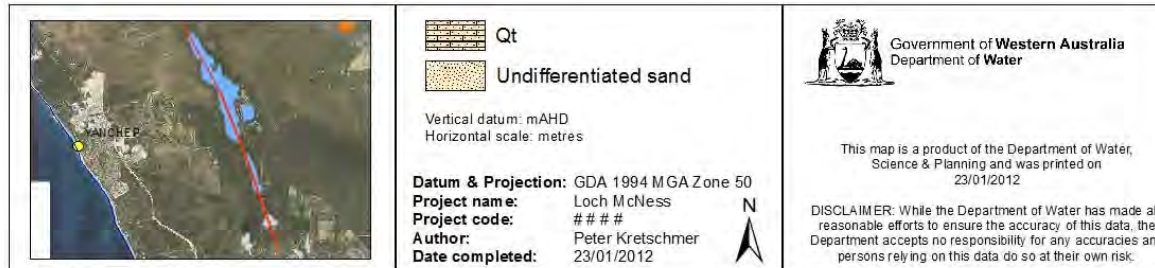 YANCHEP
Qt
Undifferentiated sand
Vertical datum: mAHD
Horizontal scale: metres
Datum & Projection: GDA 1994 MGA Zone 50
Project name: Loch McNess
Project code: # # # #
Author: Peter Kretschmer
Date completed: 23/01/2012
N
Government of Western Australia
Department of Water
This map is a product of the Department of Water,
Science & Planning and was printed on
23/01/2012
DISCLAIMER: While the Department of Water has made
reasonable efforts to ensure the accuracy of this data, the
Department accepts no responsibility for any accuracies
persons relying on this data do so at their own risk.